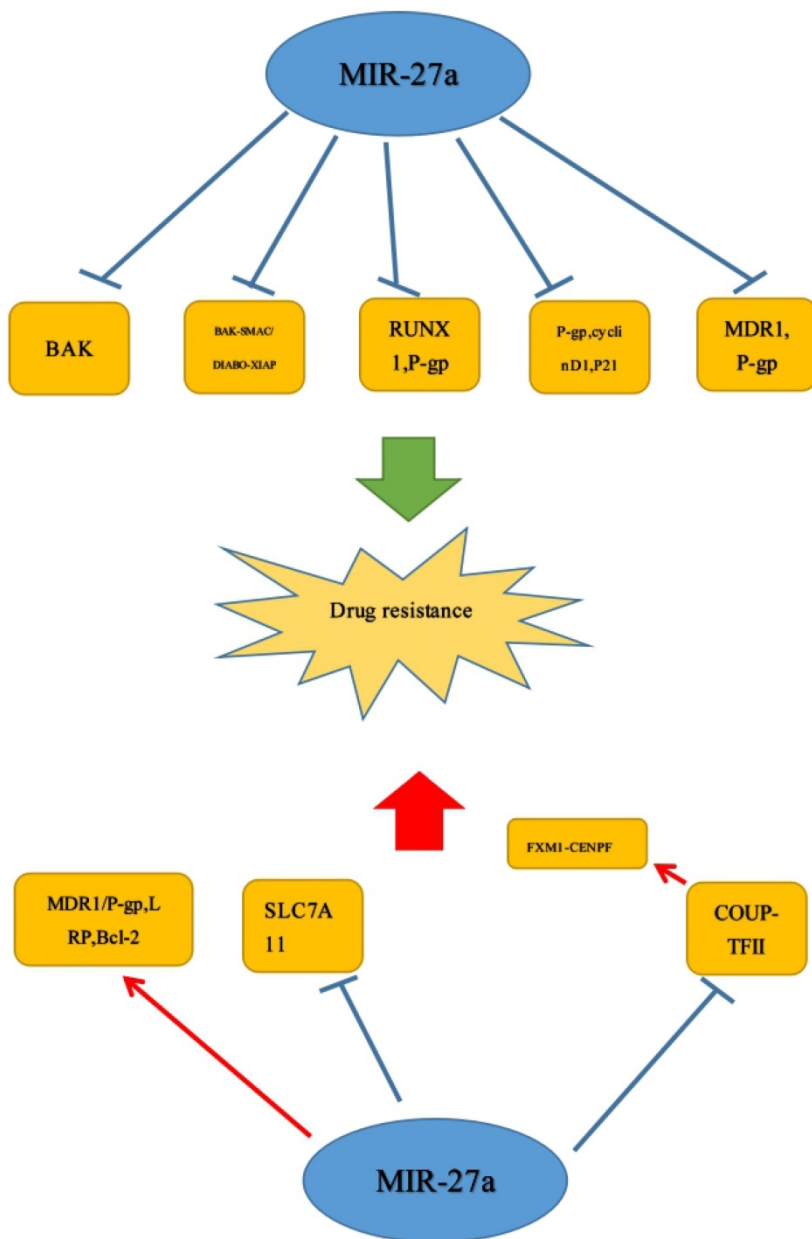 MIR-27a
BAK
BAK-SMAC/
DIABO-XIAP
RUNX
1,P-gp
P-gp,cycli
nD1,P21
MDR1,
P-gp
Drug resistance
FXM1-CENPF
MDR1/P-gp,L
RP,Bcl-2
SLC7A
11
COUP-
TFII
MIR-27a